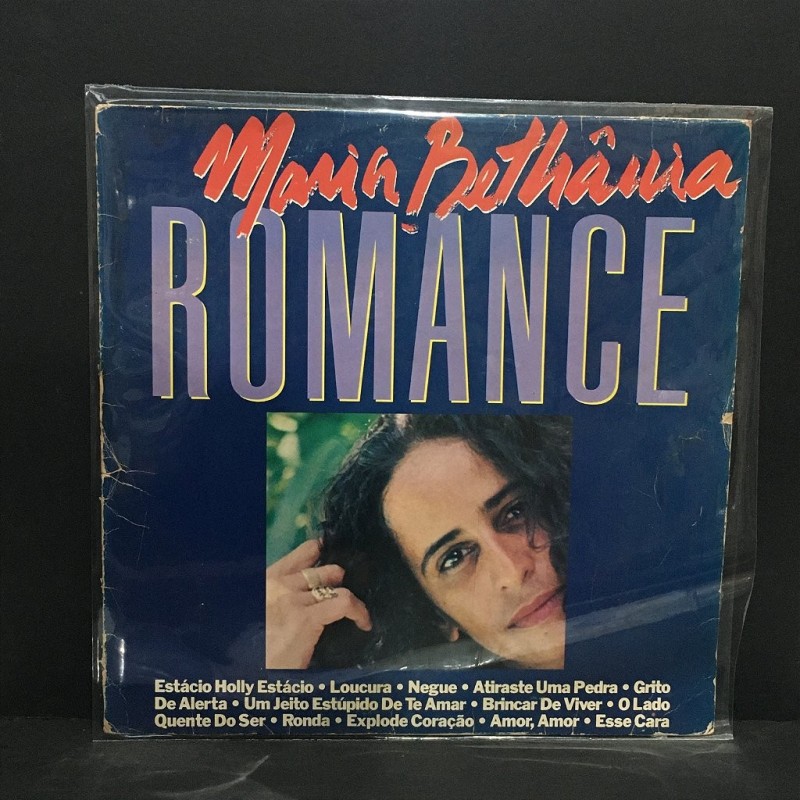 Maria Bethânia
ROMANCE
Estácio Holly Estácio • Loucura • Negue • Atiraste Uma Pedra • Grito
De Alerta • Um Jeito Estúpido De Te Amar • Brincar De Viver • O Lado
Quente Do Ser • Ronda • Explode Coração • Amor, Amor • Esse Cara